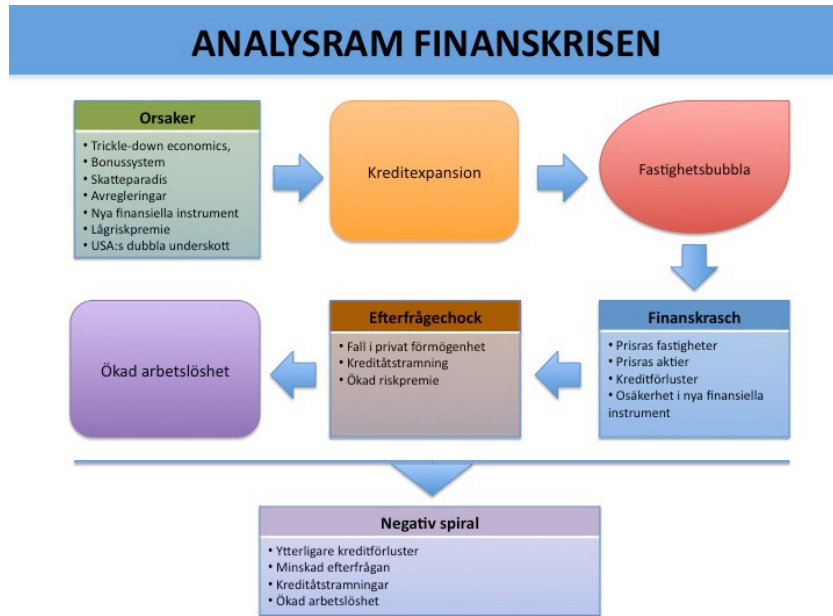 ANALYSRAM FINANSKRISEN
Orsaker
• Trickle-down economics,
• Bonussystem
• Skatteparadis
• Avregleringar
• Nya finansiella instrument
• Lågriskpremie
• USA:s dubbla underskott
Kreditexpansion
Fastighetsbubbla
Finanskrasch
• Prisras fastigheter
• Prisras aktier
• Kreditförluster
• Osäkerhet i nya finansiella
instrument
Efterfrågechock
• Fall i privat förmögenhet
• Kreditåtstramning
• Ökad riskpremie
Ökad arbetslöshet
Negativ spiral
• Ytterligare kreditförluster
• Minskad efterfrågan
• Kreditåtstramningar
• Ökad arbetslöshet